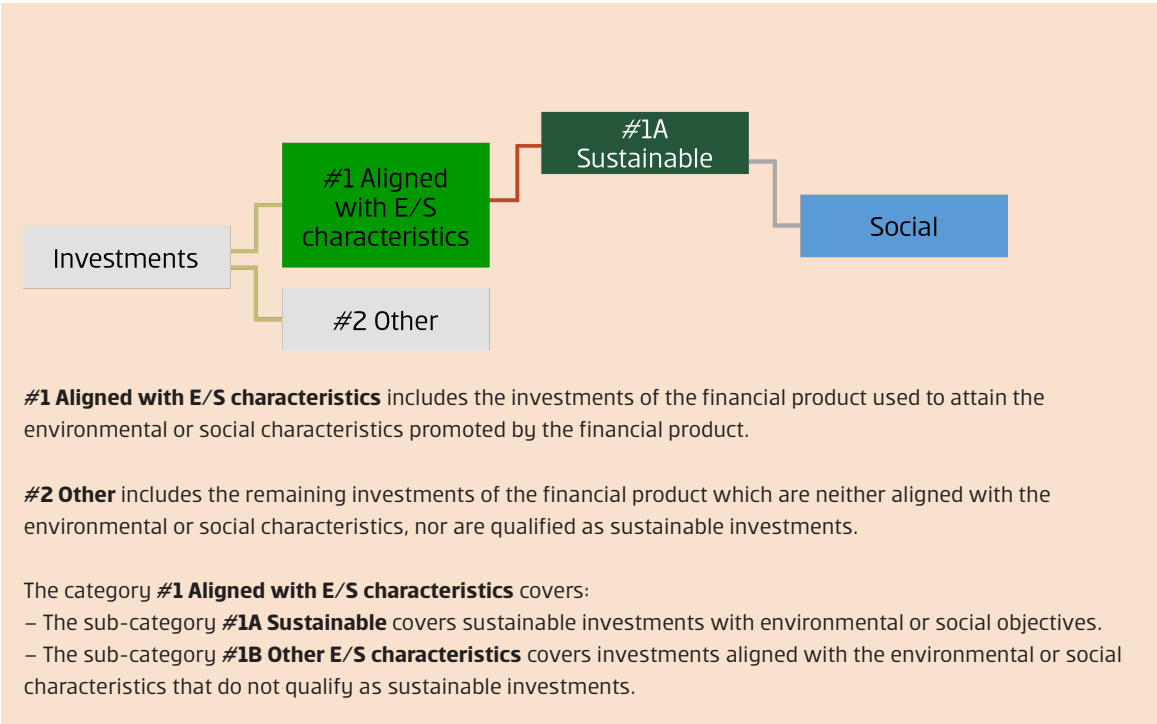 #1A
Sustainable
#1 Aligned
with E/S
characteristics
Social
Investments
#2 Other
#1 Aligned with E/S characteristics includes the investments of the financial product used to attain the
environmental or social characteristics promoted by the financial product.
#2 Other includes the remaining investments of the financial product which are neither aligned with the
environmental or social characteristics, nor are qualified as sustainable investments.
The category #1 Aligned with E/S characteristics covers:
– The sub-category #1A Sustainable covers sustainable investments with environmental or social objectives.
– The sub-category #1B Other E/S characteristics covers investments aligned with the environmental or social
characteristics that do not qualify as sustainable investments.